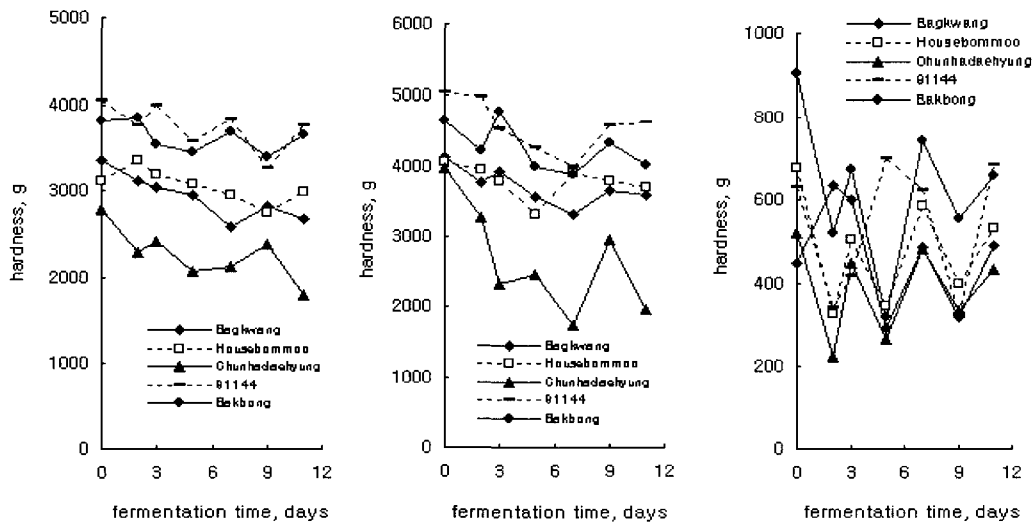 5000
4000
3000
2000
1000
0
hardness, g
Bagkwang
Housebommoo
Chunhadaehyung
81144
Bakbong
0 3 6 9 12
fermentation time, days
6000
5000
4000
3000
2000
1000
0
hardness, g
Bagkwang
Housebommoo
Chunhadaehyung
81144
Bakbong
0 3 6 9 12
fermentation time, days
1000
800
600
400
200
0
hardness, g
Bagkwang
Housebommoo
Chunhadaehyung
81144
Bakbong
0 3 6 9 12
fermentation time, days